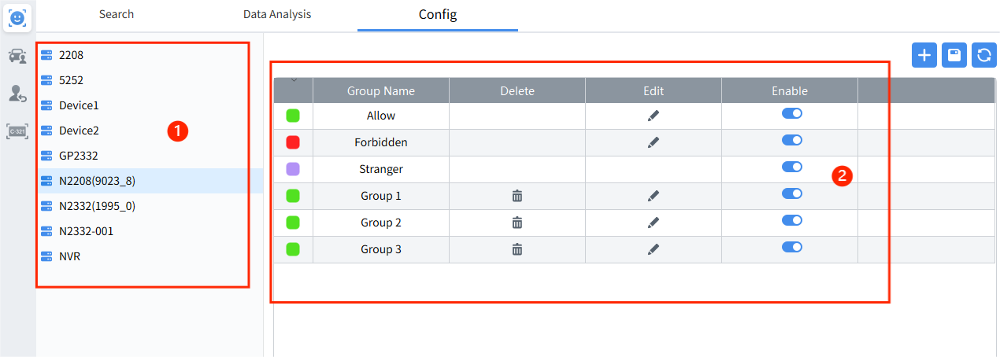 Search Data Analysis Config
2208
5252
Device1
Device2
GP2332
N2208(9023_8)
N2332(1995_0)
N2332-001
NVR
1
C-321
Group Name Delete Edit Enable
Allow
Forbidden
Stranger
Group 1
Group 2
Group 3
2